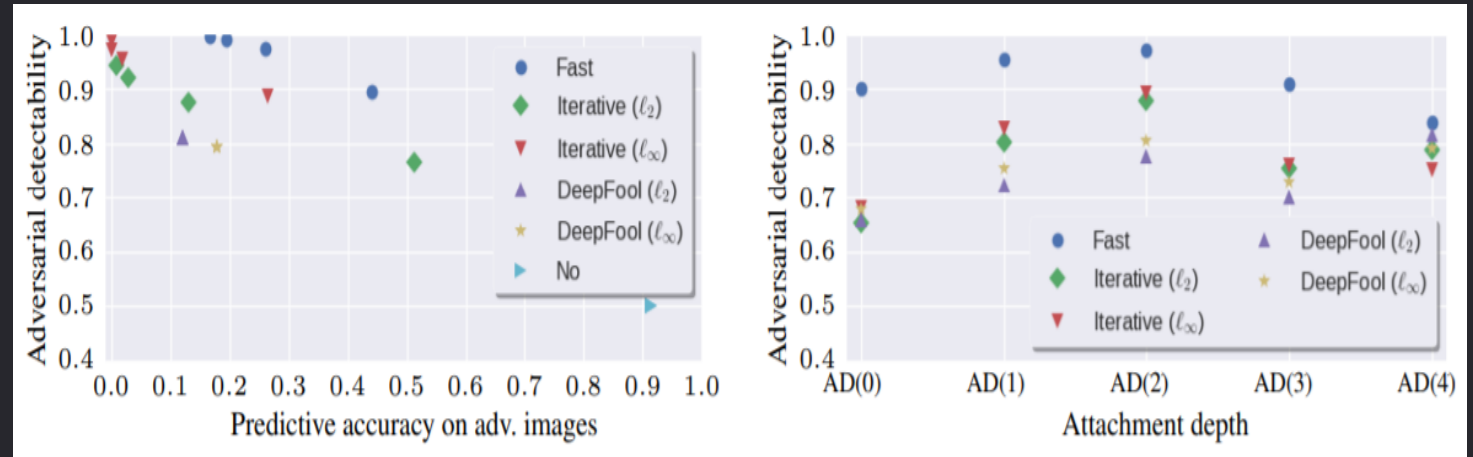 Adversarial detectability
1.0
0.9
0.8
0.7
0.6
0.5
0.4
0.0 0.1 0.2 0.3 0.4 0.5 0.6 0.7 0.8 0.9 1.0
Predictive accuracy on adv. images
Fast
Iterative (ℓ₂)
Iterative (ℓ∞)
DeepFool (ℓ₂)
DeepFool (ℓ∞)
No
Adversarial detectability
1.0
0.9
0.8
0.7
0.6
0.5
0.4
AD(0) AD(1) AD(2) AD(3) AD(4)
Attachment depth
Fast
Iterative (ℓ₂)
Iterative (ℓ∞)
DeepFool (ℓ₂)
DeepFool (ℓ∞)